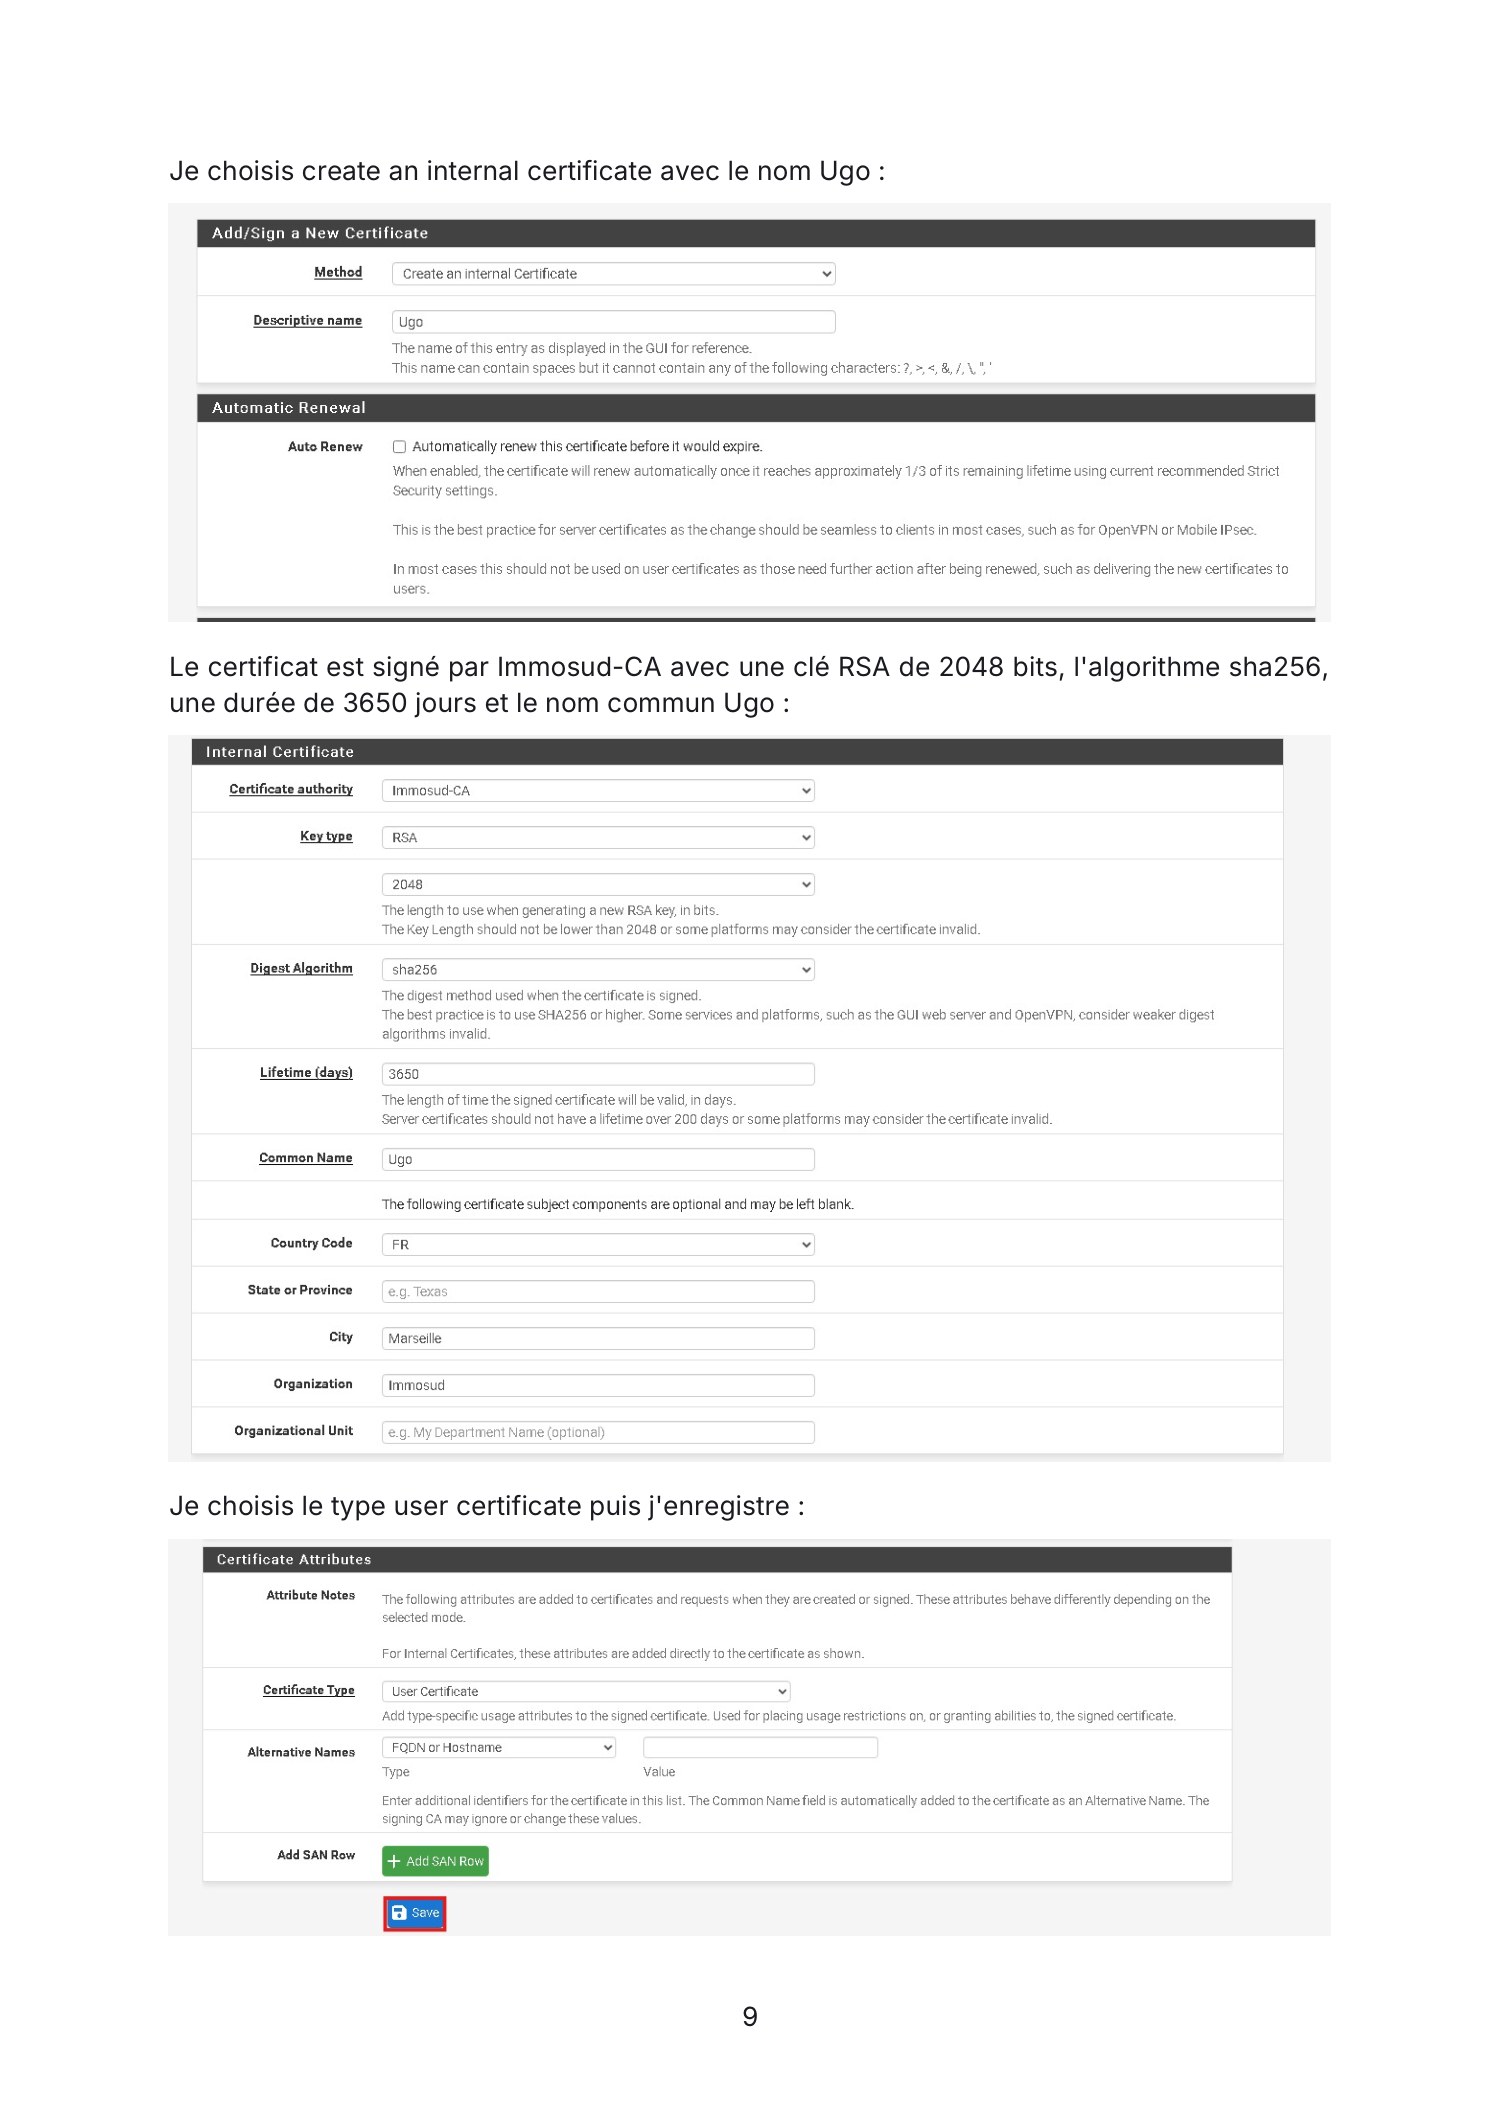 Je choisis create an internal certificate avec le nom Ugo :
Add/Sign a New Certificate
Method
Create an internal Certificate
Descriptive name
Ugo
The name of this entry as displayed in the GUI for reference.
This name can contain spaces but it cannot contain any of the following characters: ?, >, <, &, /, \, ", '
Automatic Renewal
Auto Renew
Automatically renew this certificate before it would expire.
When enabled, the certificate will renew automatically once it reaches approximately 1/3 of its remaining lifetime using current recommended Strict
Security settings.
This is the best practice for server certificates as the change should be seamless to clients in most cases, such as for OpenVPN or Mobile IPsec.
In most cases this should not be used on user certificates as those need further action after being renewed, such as delivering the new certificates to
users.
Le certificat est signé par Immosud-CA avec une clé RSA de 2048 bits, l'algorithme sha256,
une durée de 3650 jours et le nom commun Ugo :
Internal Certificate
Certificate authority
Immosud-CA
Key type
RSA
2048
The length to use when generating a new RSA key, in bits.
The Key Length should not be lower than 2048 or some platforms may consider the certificate invalid.
Digest Algorithm
sha256
The digest method used when the certificate is signed.
The best practice is to use SHA256 or higher. Some services and platforms, such as the GUI web server and OpenVPN, consider weaker digest
algorithms invalid.
Lifetime (days)
3650
The length of time the signed certificate will be valid, in days.
Server certificates should not have a lifetime over 200 days or some platforms may consider the certificate invalid.
Common Name
Ugo
The following certificate subject components are optional and may be left blank.
Country Code
FR
State or Province
e.g. Texas
City
Marseille
Organization
Immosud
Organizational Unit
e.g. My Department Name (optional)
Je choisis le type user certificate puis j'enregistre :
Certificate Attributes
Attribute Notes
The following attributes are added to certificates and requests when they are created or signed. These attributes behave differently depending on the
selected mode.
For Internal Certificates, these attributes are added directly to the certificate as shown.
Certificate Type
User Certificate
Add type-specific usage attributes to the signed certificate. Used for placing usage restrictions on, or granting abilities to, the signed certificate.
Alternative Names
FQDN or Hostname
Type
Value
Enter additional identifiers for the certificate in this list. The Common Name field is automatically added to the certificate as an Alternative Name. The
signing CA may ignore or change these values.
Add SAN Row
+ Add SAN Row
Save
9